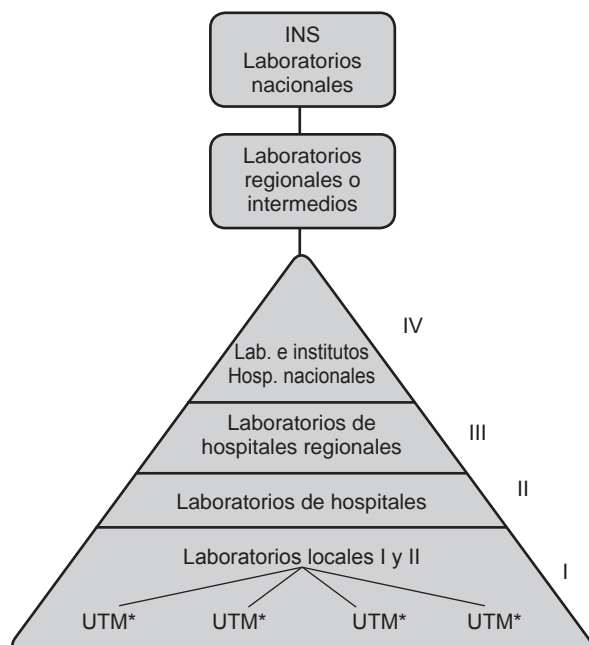 INS
Laboratorios
nacionales
Laboratorios
regionales o
intermedios
IV
Lab. e institutos
Hosp. nacionales
III
Laboratorios de
hospitales regionales
II
Laboratorios de hospitales
I
Laboratorios locales I y II
UTM* UTM* UTM* UTM*